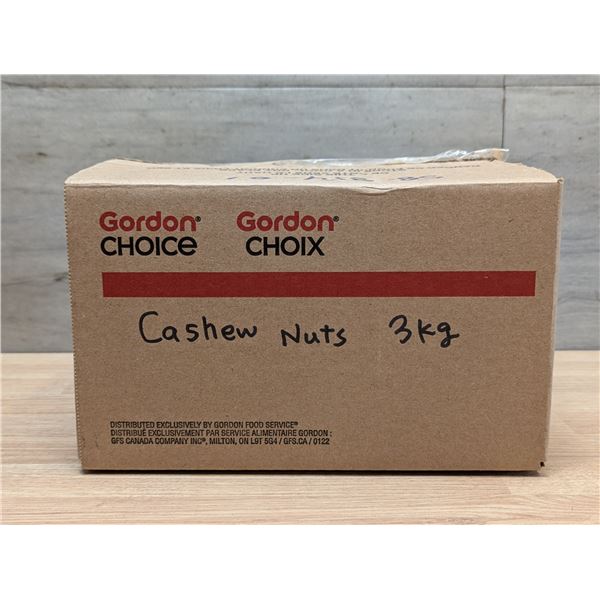 Gordon® Gordon®
CHOICE CHOIX
Cashew Nuts 3kg
DISTRIBUTED EXCLUSIVELY BY GORDON FOOD SERVICE®
DISTRIBUÉ EXCLUSIVEMENT PAR SERVICE ALIMENTAIRE GORDON :
GFS CANADA COMPANY INC®, MILTON, ON L9T 5G4 / GFS.CA / 0122